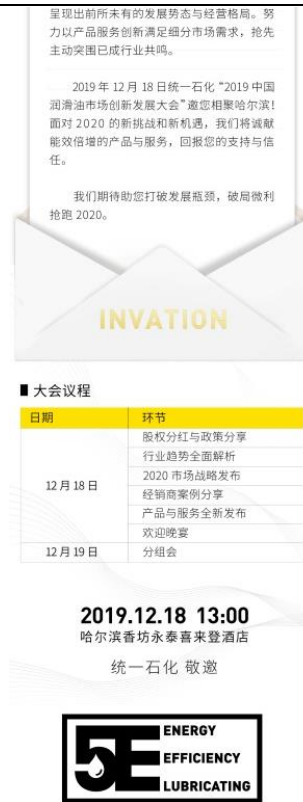 呈现出前所未有的发展势态与经营格局。努
力以产品服务创新满足细分市场需求，抢先
主动突围已成行业共鸣。
2019 年 12 月 18 日统一石化“2019 中国
润滑油市场创新发展大会”邀您相聚哈尔滨！
面对 2020 的新挑战和新机遇，我们将诚献
能效倍增的产品与服务，回报您的支持与信
任。
我们期待助您打破发展瓶颈，破局微利
抢跑 2020。
INVATION
大会议程
日期 环节
股权分红与政策分享
行业趋势全面解析
2020 市场战略发布
12 月 18 日
经销商案例分享
产品与服务全新发布
欢迎晚宴
12 月 19 日 分组会
2019.12.18 13:00
哈尔滨香坊永泰喜来登酒店
统一石化 敬邀
5E
ENERGY
EFFICIENCY
LUBRICATING